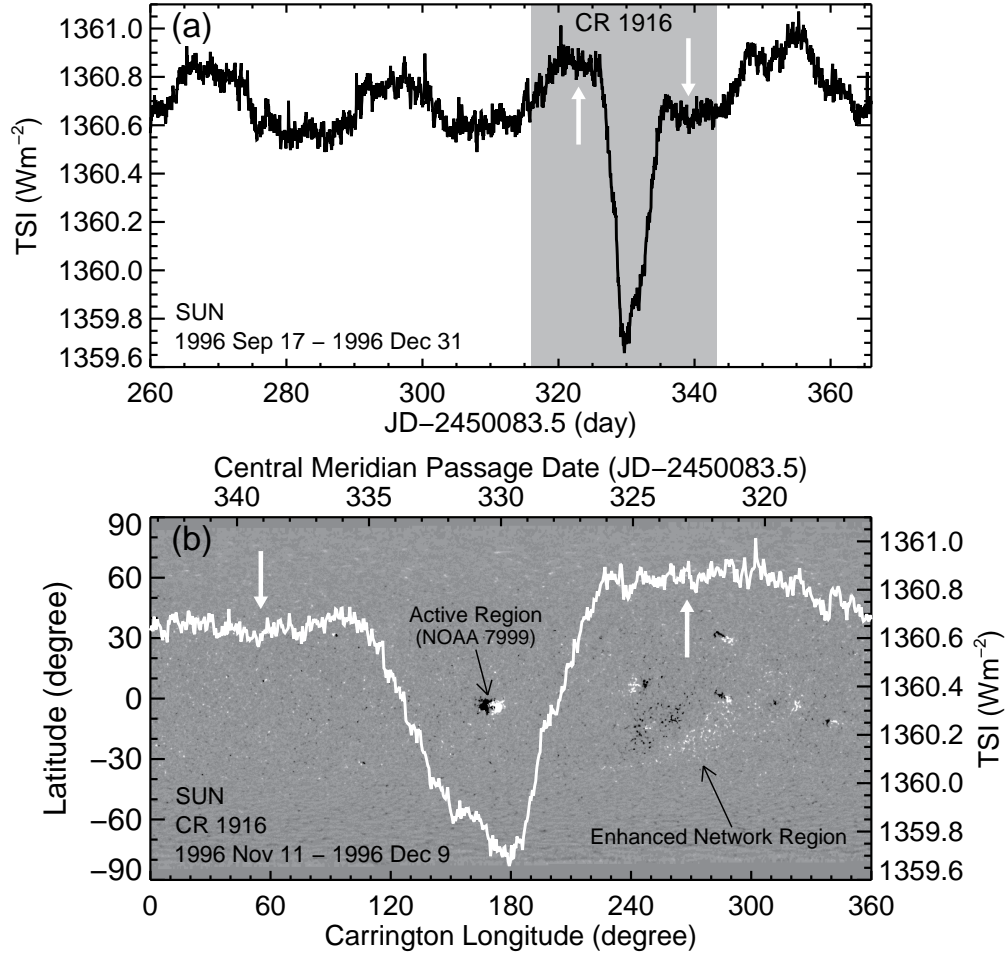 (a)
CR 1916
1361.0
1360.8
1360.6
1360.4
1360.2
1360.0
1359.8
1359.6
TSI (Wm−2)
SUN
1996 Sep 17 − 1996 Dec 31
260 280 300 320 340 360
JD−2450083.5 (day)
Central Meridian Passage Date (JD−2450083.5)
340 335 330 325 320
(b)
90
60
30
0
−30
−60
−90
Latitude (degree)
Active Region
(NOAA 7999)
Enhanced Network Region
SUN
CR 1916
1996 Nov 11 − 1996 Dec 9
1361.0
1360.8
1360.6
1360.4
1360.2
1360.0
1359.8
1359.6
TSI (Wm−2)
0 60 120 180 240 300 360
Carrington Longitude (degree)